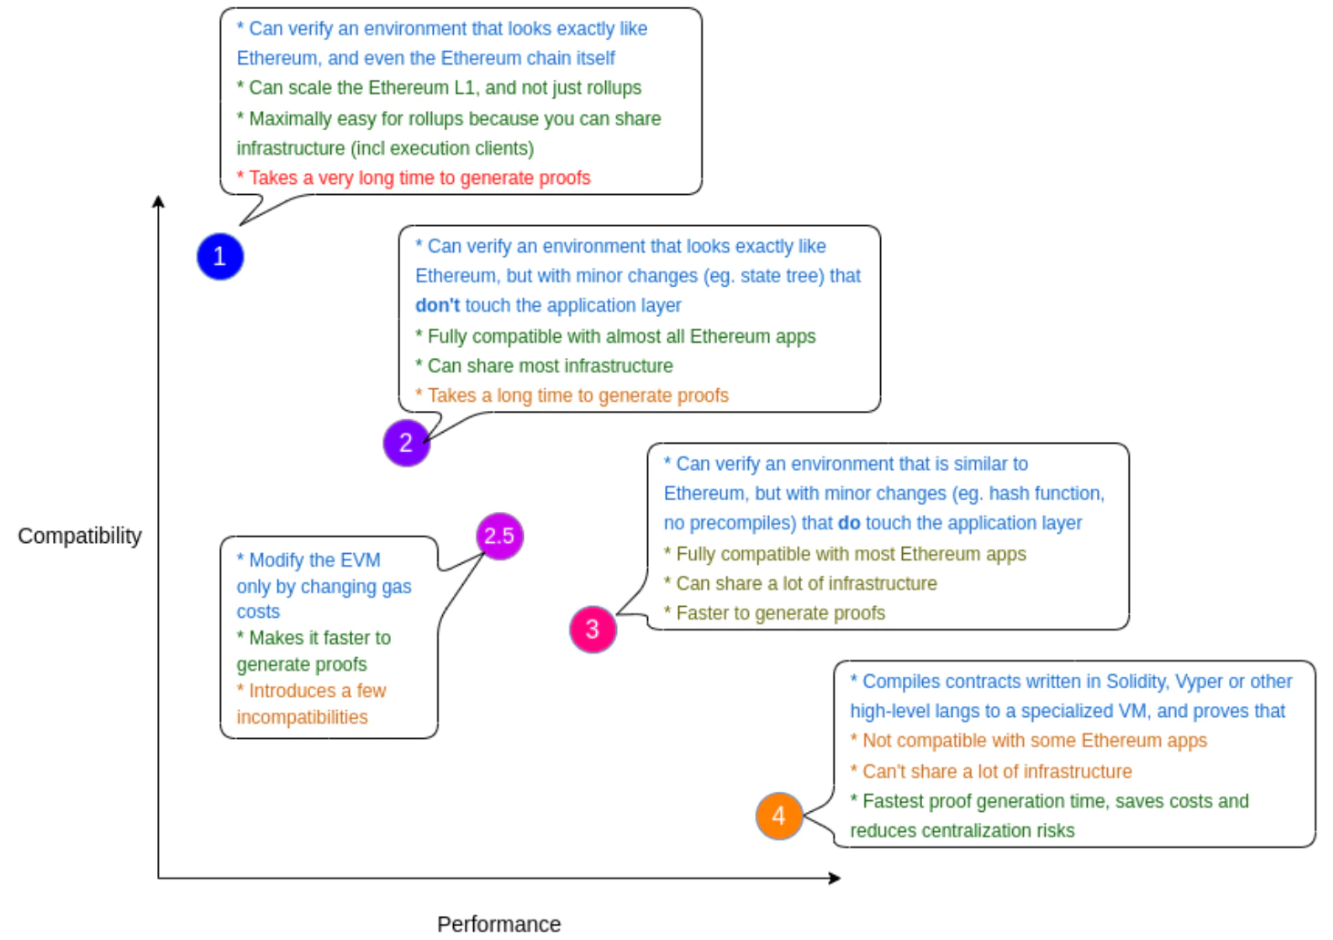 * Can verify an environment that looks exactly like
Ethereum, and even the Ethereum chain itself
* Can scale the Ethereum L1, and not just rollups
* Maximally easy for rollups because you can share
infrastructure (incl execution clients)
* Takes a very long time to generate proofs
1
* Can verify an environment that looks exactly like
Ethereum, but with minor changes (eg. state tree) that
don't touch the application layer
* Fully compatible with almost all Ethereum apps
* Can share most infrastructure
* Takes a long time to generate proofs
2
Compatibility
2.5
* Modify the EVM
only by changing gas
costs
* Makes it faster to
generate proofs
* Introduces a few
incompatibilities
* Can verify an environment that is similar to
Ethereum, but with minor changes (eg. hash function,
no precompiles) that do touch the application layer
* Fully compatible with most Ethereum apps
* Can share a lot of infrastructure
* Faster to generate proofs
3
* Compiles contracts written in Solidity, Vyper or other
high-level langs to a specialized VM, and proves that
* Not compatible with some Ethereum apps
* Can't share a lot of infrastructure
* Fastest proof generation time, saves costs and
reduces centralization risks
4
Performance